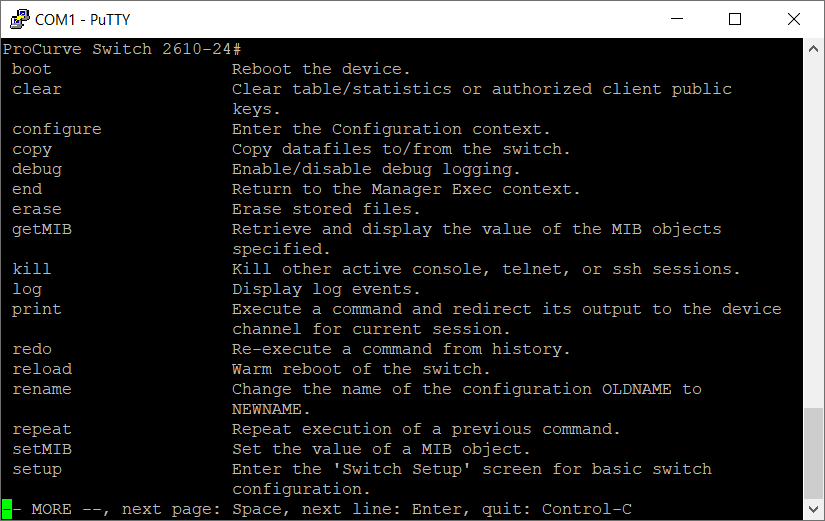 COM1 - PuTTY
ProCurve Switch 2610-24#
boot Reboot the device.
clear Clear table/statistics or authorized client public
keys.
configure Enter the Configuration context.
copy Copy datafiles to/from the switch.
debug Enable/disable debug logging.
end Return to the Manager Exec context.
erase Erase stored files.
getMIB Retrieve and display the value of the MIB objects
specified.
kill Kill other active console, telnet, or ssh sessions.
log Display log events.
print Execute a command and redirect its output to the device
channel for current session.
redo Re-execute a command from history.
reload Warm reboot of the switch.
rename Change the name of the configuration OLDNAME to
NEWNAME.
repeat Repeat execution of a previous command.
setMIB Set the value of a MIB object.
setup Enter the 'Switch Setup' screen for basic switch
configuration.
-- MORE --, next page: Space, next line: Enter, quit: Control-C